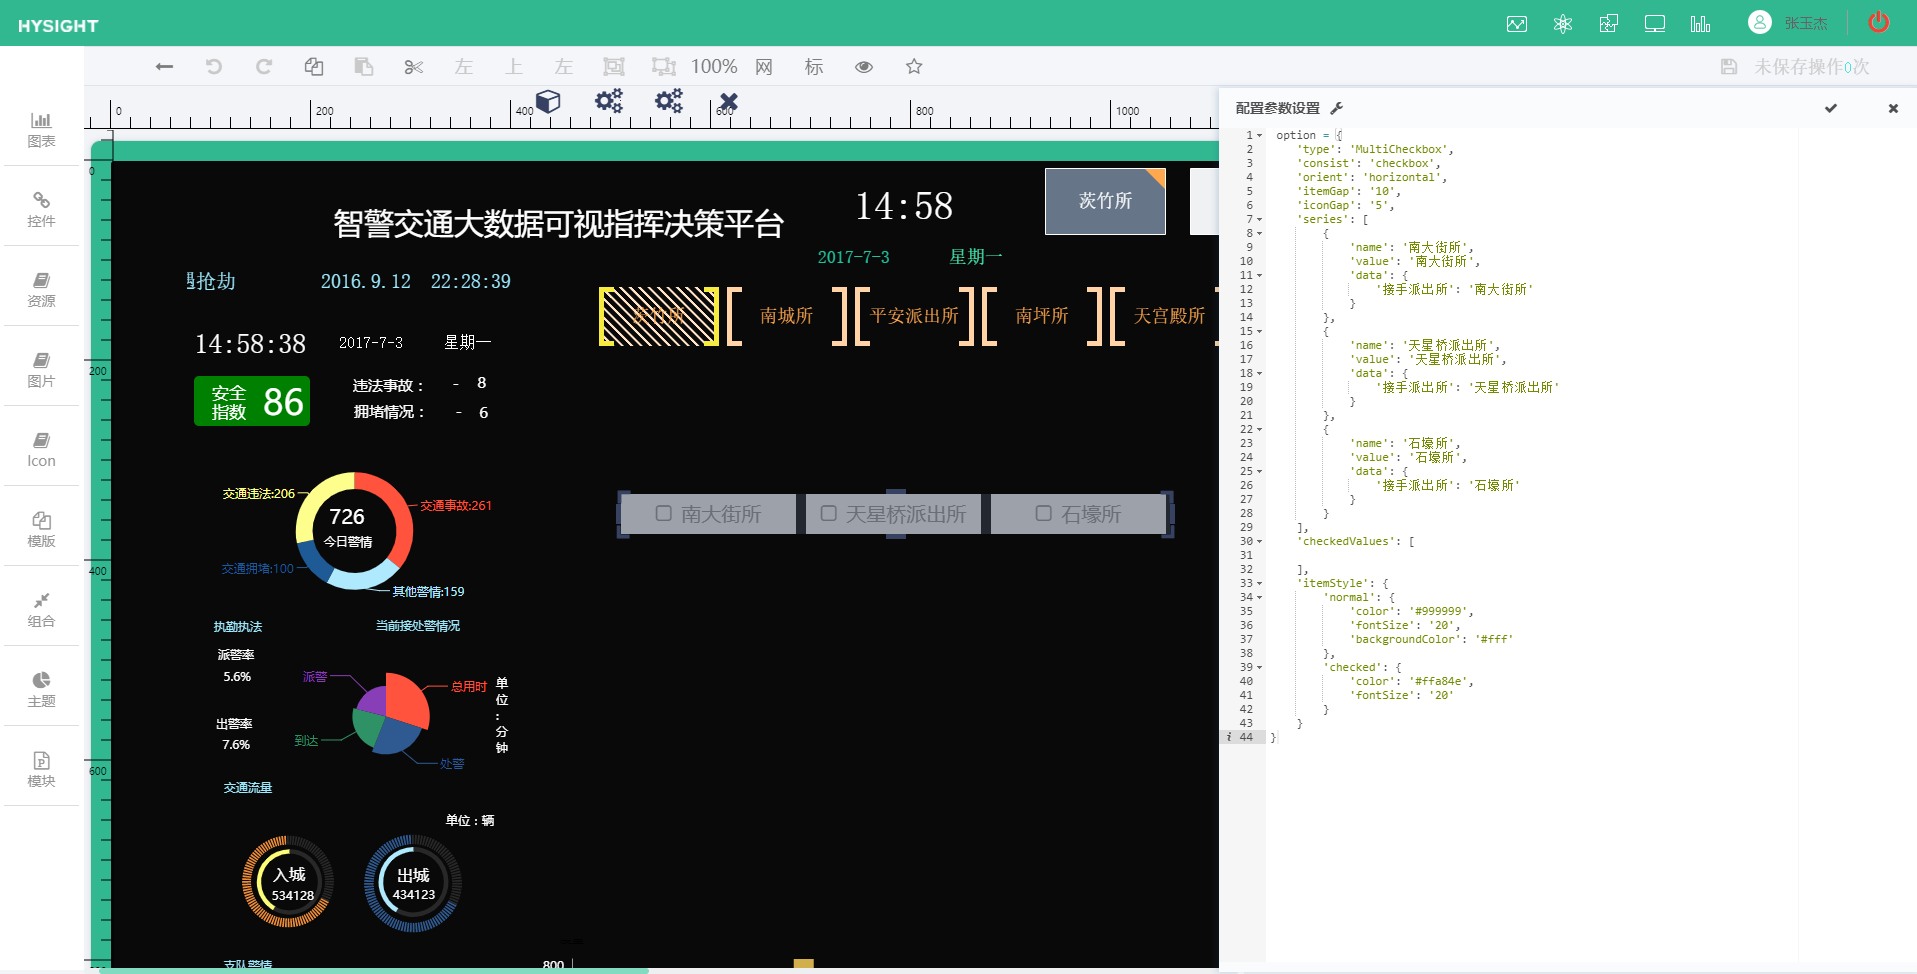 HYSIGHT
张玉杰
左 上 左 100% 网 标
未保存操作0次
图表
控件
资源
图片
Icon
模版
组合
主题
模块
0 200 400 600 800 1000
0
200
400
600
智警交通大数据可视指挥决策平台
14:58
茨竹所
2017-7-3 星期一
抢劫 2016.9.12 22:28:39
茨竹所 南城所 平安派出所 南坪所 天宫殿所
14:58:38 2017-7-3 星期一
安全
指数
86
违法事故： - 8
拥堵情况： - 6
南大街所 天星桥派出所 石壕所
交通违法:206
交通事故:261
726
今日警情
交通拥堵:100
其他警情:159
执勤执法 当前接处警情况
派警率
5.6%
出警率
7.6%
派警
总用时
到达
处警
单
位
:
分
钟
交通流量
单位：辆
入城
534128
出城
434123
支队警情
800
配置参数设置
1 option = {
2 'type': 'MultiCheckbox',
3 'consist': 'checkbox',
4 'orient': 'horizontal',
5 'itemGap': '10',
6 'iconGap': '5',
7 'series': [
8 {
9 'name': '南大街所',
10 'value': '南大街所',
11 'data': {
12 '接手派出所': '南大街所'
13 }
14 },
15 {
16 'name': '天星桥派出所',
17 'value': '天星桥派出所',
18 'data': {
19 '接手派出所': '天星桥派出所'
20 }
21 },
22 {
23 'name': '石壕所',
24 'value': '石壕所',
25 'data': {
26 '接手派出所': '石壕所'
27 }
28 }
29 ],
30 'checkedValues': [
31
32 ],
33 'itemStyle': {
34 'normal': {
35 'color': '#999999',
36 'fontSize': '20',
37 'backgroundColor': '#fff'
38 },
39 'checked': {
40 'color': '#ffa84e',
41 'fontSize': '20'
42 }
43 }
i 44 }